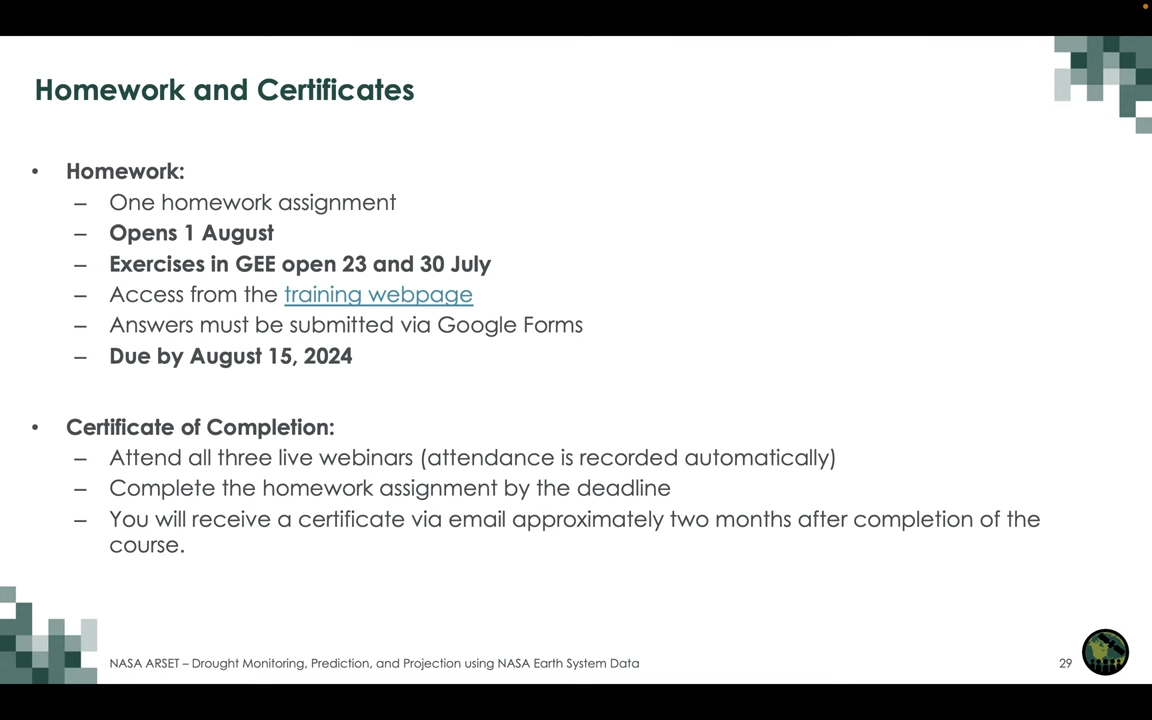 Homework and Certificates
• Homework:
– One homework assignment
– Opens 1 August
– Exercises in GEE open 23 and 30 July
– Access from the training webpage
– Answers must be submitted via Google Forms
– Due by August 15, 2024
• Certificate of Completion:
– Attend all three live webinars (attendance is recorded automatically)
– Complete the homework assignment by the deadline
– You will receive a certificate via email approximately two months after completion of the
course.
NASA ARSET – Drought Monitoring, Prediction, and Projection using NASA Earth System Data
29